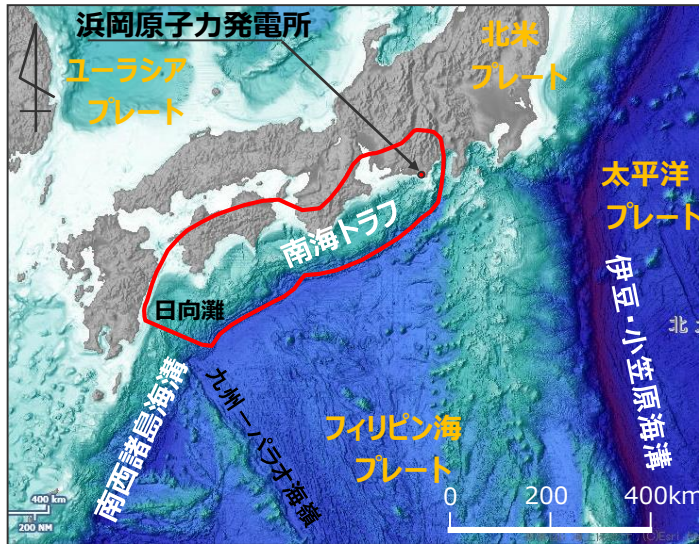 浜岡原子力発電所
北米
プレート
ユーラシア
プレート
太平洋
プレート
南海トラフ
日向灘
伊豆・小笠原海溝
北
南西諸島海溝
九州ーパラオ海嶺
フィリピン海
プレート
400 km
200 NM
0 200 400km